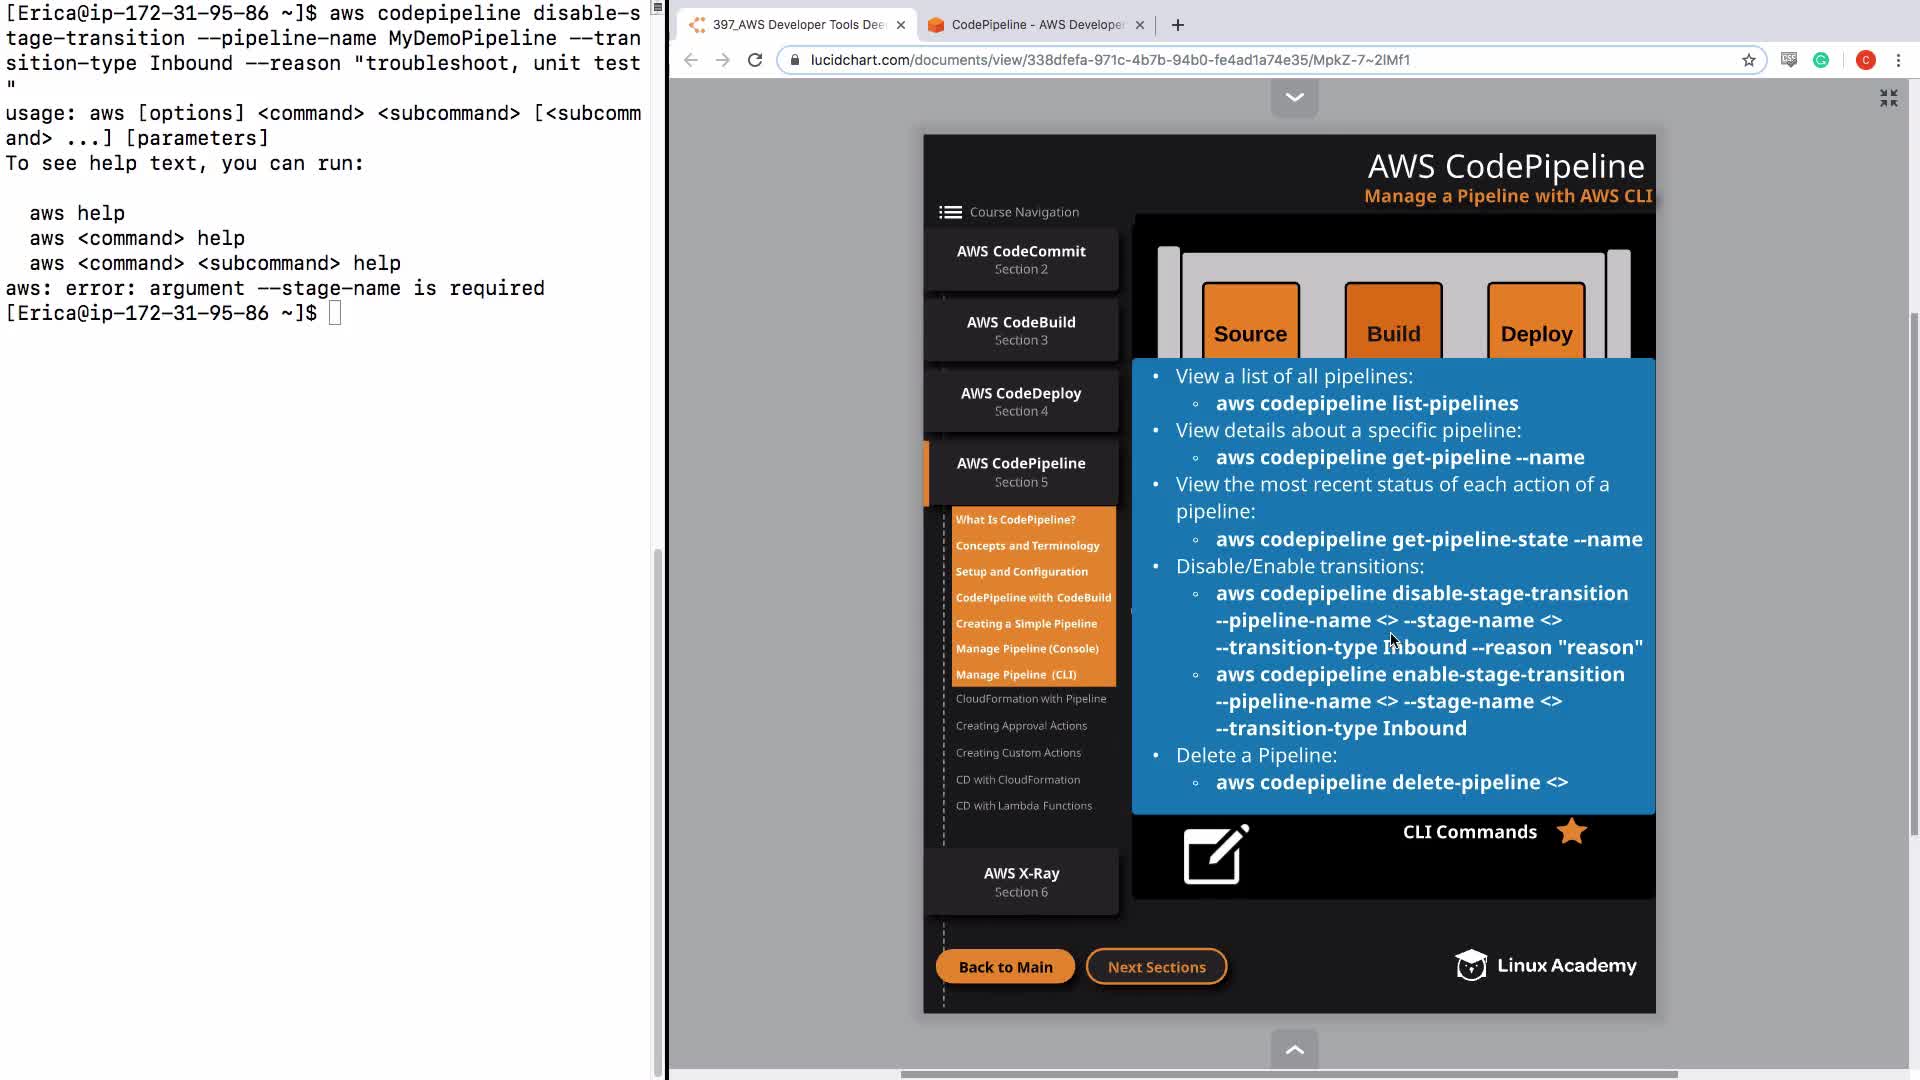 [Erica@ip-172-31-95-86 ~]$ aws codepipeline disable-s
tage-transition --pipeline-name MyDemoPipeline --tran
sition-type Inbound --reason "troubleshoot, unit test
"
usage: aws [options] <command> <subcommand> [<subcomm
and> ...] [parameters]
To see help text, you can run:
aws help
aws <command> help
aws <command> <subcommand> help
aws: error: argument --stage-name is required
[Erica@ip-172-31-95-86 ~]$
397_AWS Developer Tools Dee
CodePipeline - AWS Developer
lucidchart.com/documents/view/338dfefa-971c-4b7b-94b0-fe4ad1a74e35/MpkZ-7~2lMf1
C
AWS CodePipeline
Manage a Pipeline with AWS CLI
Course Navigation
AWS CodeCommit
Section 2
AWS CodeBuild
Section 3
AWS CodeDeploy
Section 4
AWS CodePipeline
Section 5
What Is CodePipeline?
Concepts and Terminology
Setup and Configuration
CodePipeline with CodeBuild
Creating a Simple Pipeline
Manage Pipeline (Console)
Manage Pipeline (CLI)
CloudFormation with Pipeline
Creating Approval Actions
Creating Custom Actions
CD with CloudFormation
CD with Lambda Functions
AWS X-Ray
Section 6
Source
Build
Deploy
• View a list of all pipelines:
◦ aws codepipeline list-pipelines
• View details about a specific pipeline:
◦ aws codepipeline get-pipeline --name
• View the most recent status of each action of a
pipeline:
◦ aws codepipeline get-pipeline-state --name
• Disable/Enable transitions:
◦ aws codepipeline disable-stage-transition
--pipeline-name <> --stage-name <>
--transition-type Inbound --reason "reason"
◦ aws codepipeline enable-stage-transition
--pipeline-name <> --stage-name <>
--transition-type Inbound
• Delete a Pipeline:
◦ aws codepipeline delete-pipeline <>
CLI Commands
Back to Main
Next Sections
Linux Academy